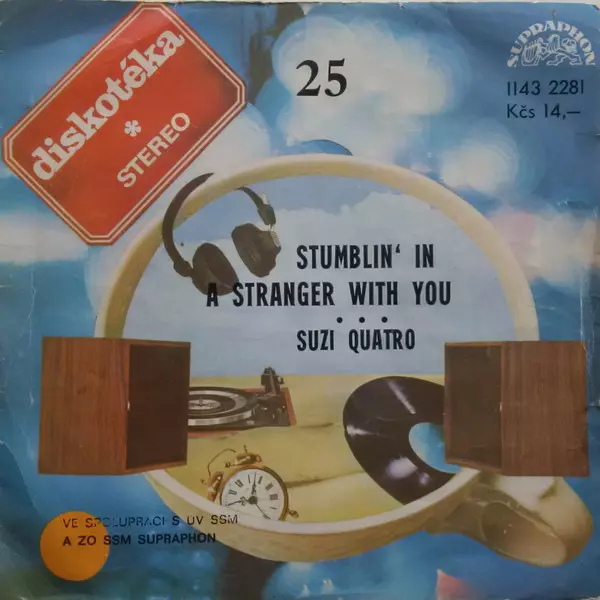 diskotéka
*
STEREO
25
SUPRAPHON
1143 2281
Kčs 14,–
STUMBLIN' IN
A STRANGER WITH YOU
• • •
SUZI QUATRO
VE SPOLUPRACI S ÚV SSM
A ZO SSM SUPRAPHON